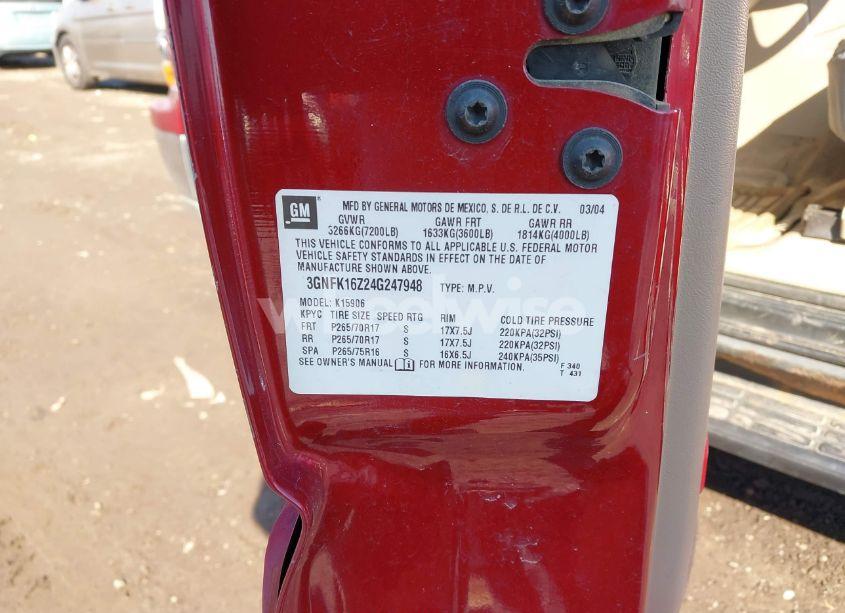 GM ®
MFD BY GENERAL MOTORS DE MEXICO, S. DE R.L. DE C.V. 03/04
GVWR GAWR FRT GAWR RR
3266KG(7200LB) 1633KG(3600LB) 1814KG(4000LB)
THIS VEHICLE CONFORMS TO ALL APPLICABLE U.S. FEDERAL MOTOR
VEHICLE SAFETY STANDARDS IN EFFECT ON THE DATE OF
MANUFACTURE SHOWN ABOVE.
3GNFK16Z24G247948 TYPE: M.P.V.
MODEL: K15906
KPYC TIRE SIZE SPEED RTG RIM COLD TIRE PRESSURE
FRT P265/70R17 S 17X7.5J 220KPA(32PSI)
RR P265/70R17 S 17X7.5J 220KPA(32PSI)
SPA P265/75R16 S 16X6.5J 240KPA(35PSI)
SEE OWNER'S MANUAL FOR MORE INFORMATION. F 340
T 431
wheelwise